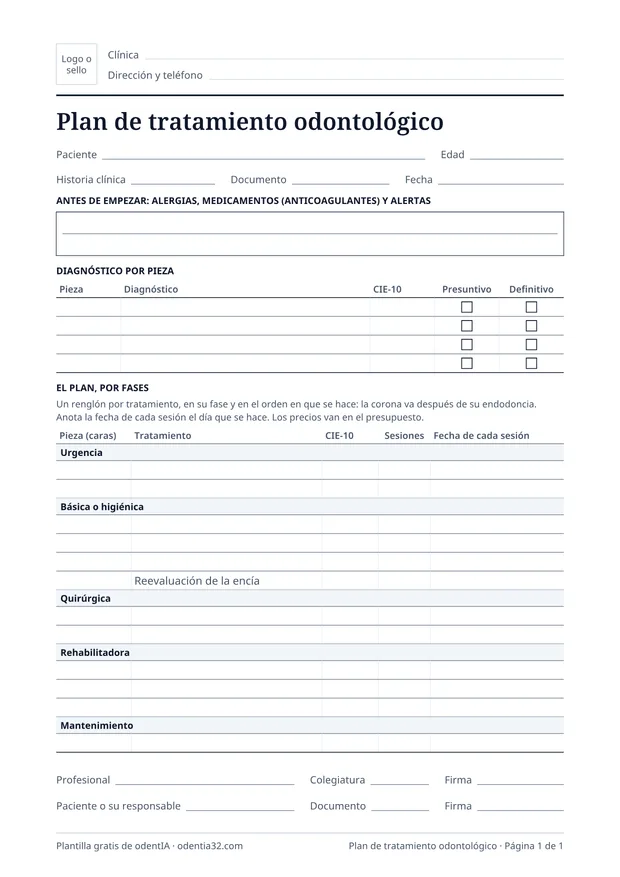 Logo o
sello
Clínica
Dirección y teléfono
Plan de tratamiento odontológico
Paciente Edad
Historia clínica Documento Fecha
ANTES DE EMPEZAR: ALERGIAS, MEDICAMENTOS (ANTICOAGULANTES) Y ALERTAS
DIAGNÓSTICO POR PIEZA
Pieza Diagnóstico CIE-10 Presuntivo Definitivo
EL PLAN, POR FASES
Un renglón por tratamiento, en su fase y en el orden en que se hace: la corona va después de su endodoncia.
Anota la fecha de cada sesión el día que se hace. Los precios van en el presupuesto.
Pieza (caras) Tratamiento CIE-10 Sesiones Fecha de cada sesión
Urgencia
Básica o higiénica
Reevaluación de la encía
Quirúrgica
Rehabilitadora
Mantenimiento
Profesional Colegiatura Firma
Paciente o su responsable Documento Firma
Plantilla gratis de odentIA · odentia32.com Plan de tratamiento odontológico · Página 1 de 1